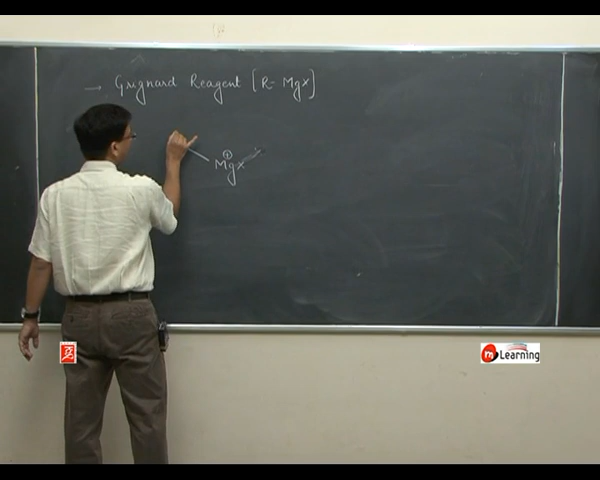 → Grignard Reagent [R- Mgx]
⊕
Mgx
m Learning